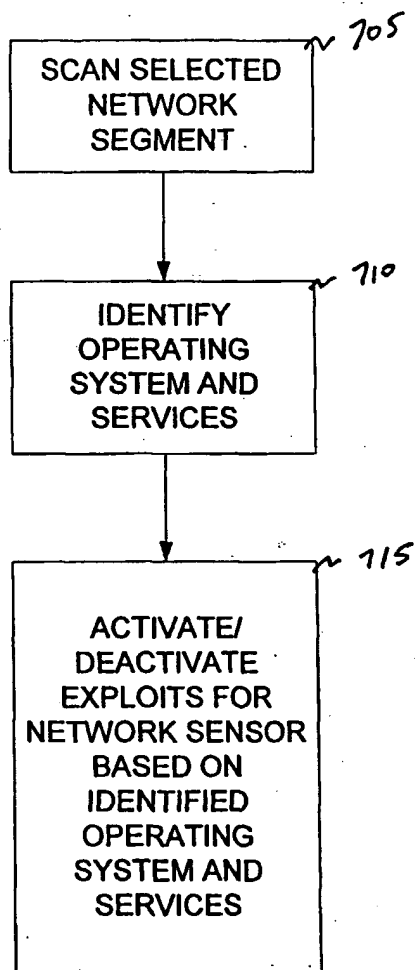 705
SCAN SELECTED
NETWORK
SEGMENT
710
IDENTIFY
OPERATING
SYSTEM AND
SERVICES
715
ACTIVATE/
DEACTIVATE
EXPLOITS FOR
NETWORK SENSOR
BASED ON
IDENTIFIED
OPERATING
SYSTEM AND
SERVICES